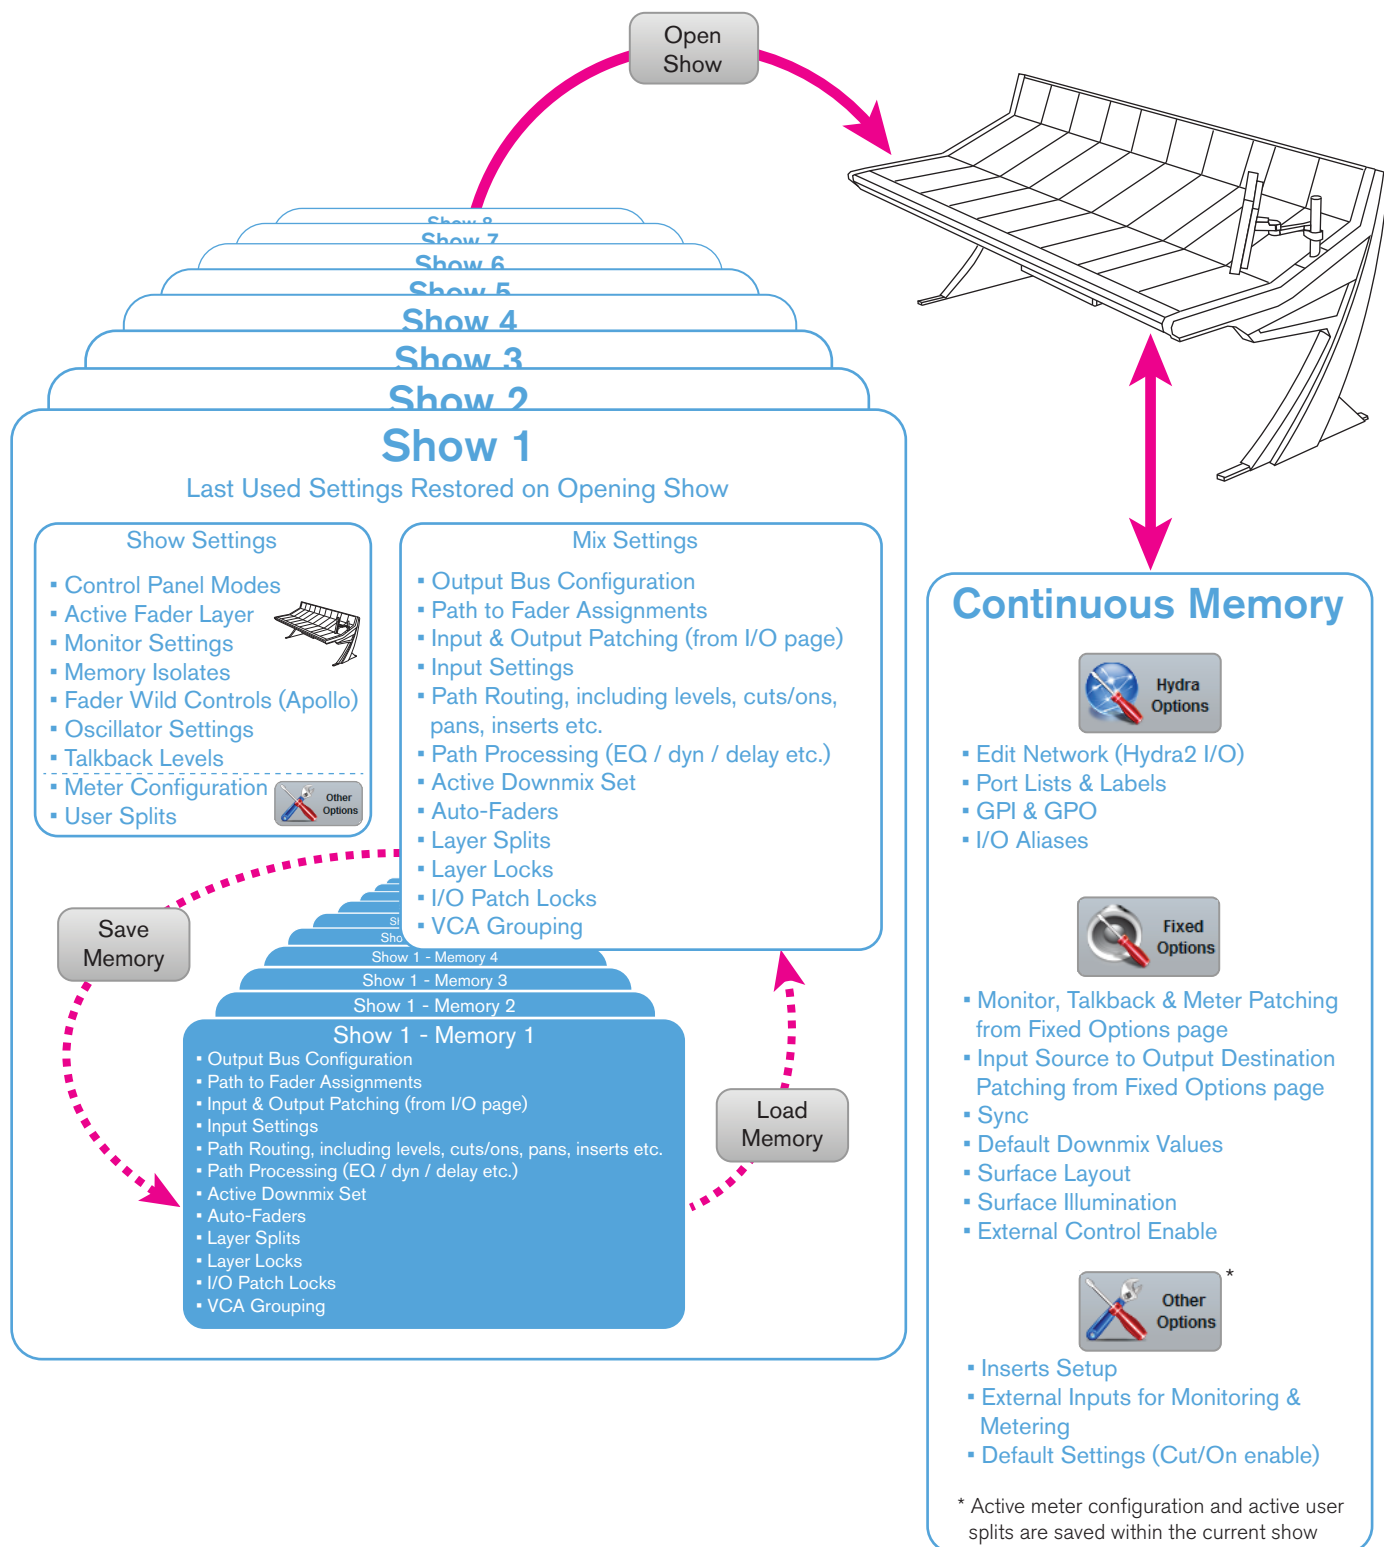 Open
Show
Show 8
Show 7
Show 6
Show 5
Show 4
Show 3
Show 2
Show 1
Last Used Settings Restored on Opening Show
Show Settings
▪ Control Panel Modes
▪ Active Fader Layer
▪ Monitor Settings
▪ Memory Isolates
▪ Fader Wild Controls (Apollo)
▪ Oscillator Settings
▪ Talkback Levels
▪ Meter Configuration
▪ User Splits
Other
Options
Mix Settings
▪ Output Bus Configuration
▪ Path to Fader Assignments
▪ Input & Output Patching (from I/O page)
▪ Input Settings
▪ Path Routing, including levels, cuts/ons,
pans, inserts etc.
▪ Path Processing (EQ / dyn / delay etc.)
▪ Active Downmix Set
▪ Auto-Faders
▪ Layer Splits
▪ Layer Locks
▪ I/O Patch Locks
▪ VCA Grouping
Save
Memory
Sho
Show 1 - Memory 4
Show 1 - Memory 3
Show 1 - Memory 2
Show 1 - Memory 1
▪ Output Bus Configuration
▪ Path to Fader Assignments
▪ Input & Output Patching (from I/O page)
▪ Input Settings
▪ Path Routing, including levels, cuts/ons, pans, inserts etc.
▪ Path Processing (EQ / dyn / delay etc.)
▪ Active Downmix Set
▪ Auto-Faders
▪ Layer Splits
▪ Layer Locks
▪ I/O Patch Locks
▪ VCA Grouping
Load
Memory
Continuous Memory
Hydra
Options
▪ Edit Network (Hydra2 I/O)
▪ Port Lists & Labels
▪ GPI & GPO
▪ I/O Aliases
Fixed
Options
▪ Monitor, Talkback & Meter Patching
from Fixed Options page
▪ Input Source to Output Destination
Patching from Fixed Options page
▪ Sync
▪ Default Downmix Values
▪ Surface Layout
▪ Surface Illumination
▪ External Control Enable
Other
Options
*
▪ Inserts Setup
▪ External Inputs for Monitoring &
Metering
▪ Default Settings (Cut/On enable)
* Active meter configuration and active user
splits are saved within the current show